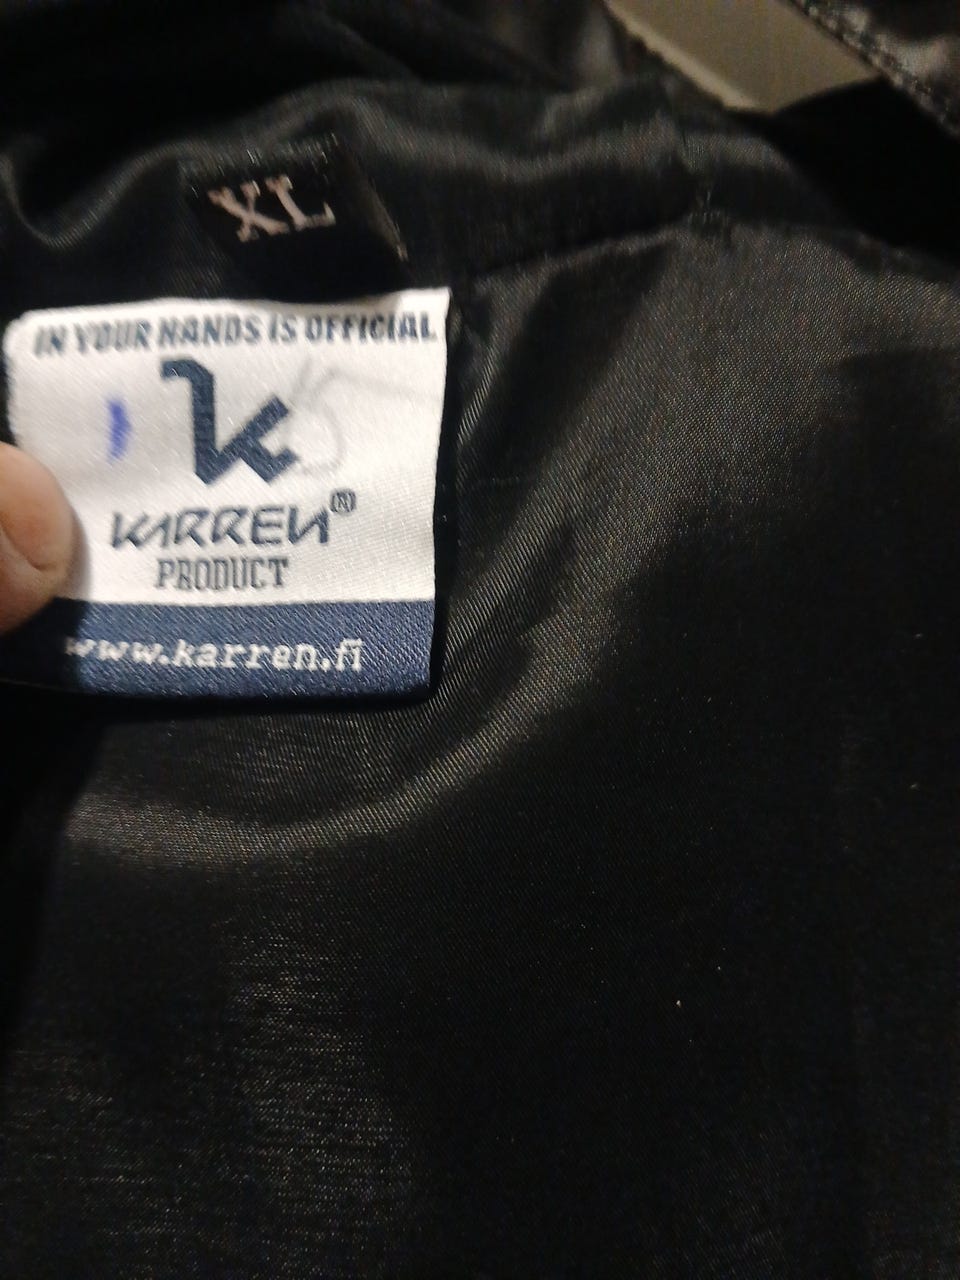 XL
IN YOUR HANDS IS OFFICIAL
k
KARREN®
PRODUCT
www.karren.fi